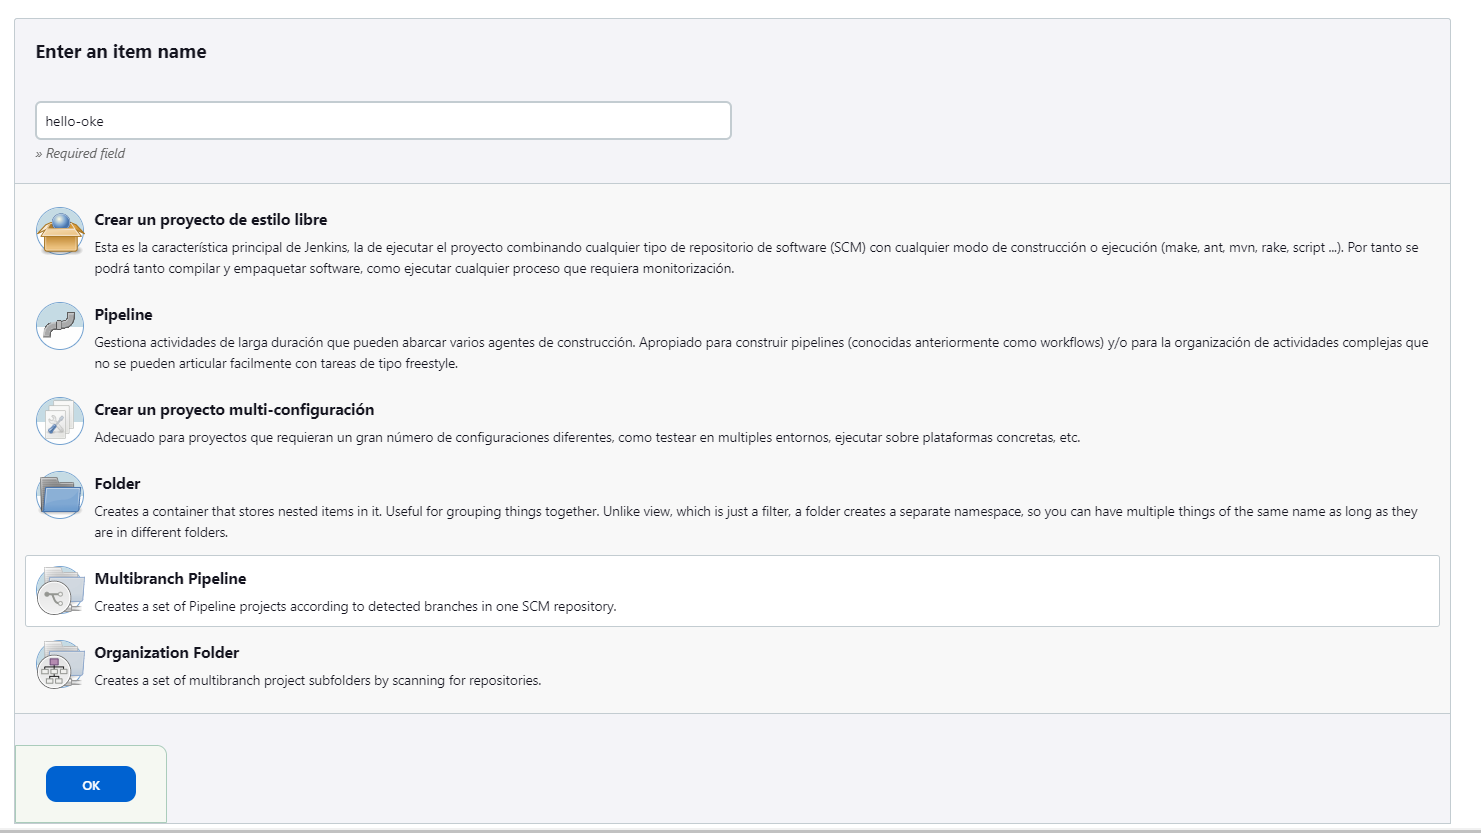 Enter an item name
hello-oke
» Required field
Crear un proyecto de estilo libre
Esta es la característica principal de Jenkins, la de ejecutar el proyecto combinando cualquier tipo de repositorio de software (SCM) con cualquier modo de construcción o ejecución (make, ant, mvn, rake, script ...). Por tanto se
podrá tanto compilar y empaquetar software, como ejecutar cualquier proceso que requiera monitorización.
Pipeline
Gestiona actividades de larga duración que pueden abarcar varios agentes de construcción. Apropiado para construir pipelines (conocidas anteriormente como workflows) y/o para la organización de actividades complejas que
no se pueden articular facilmente con tareas de tipo freestyle.
Crear un proyecto multi-configuración
Adecuado para proyectos que requieran un gran número de configuraciones diferentes, como testear en multiples entornos, ejecutar sobre plataformas concretas, etc.
Folder
Creates a container that stores nested items in it. Useful for grouping things together. Unlike view, which is just a filter, a folder creates a separate namespace, so you can have multiple things of the same name as long as they
are in different folders.
Multibranch Pipeline
Creates a set of Pipeline projects according to detected branches in one SCM repository.
Organization Folder
Creates a set of multibranch project subfolders by scanning for repositories.
OK